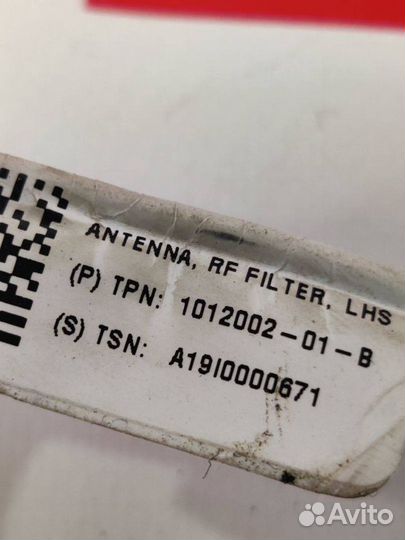 ANTENNA, RF FILTER, LHS
(P) TPN: 1012002-01-B
(S) TSN: A19I0000671
Avito